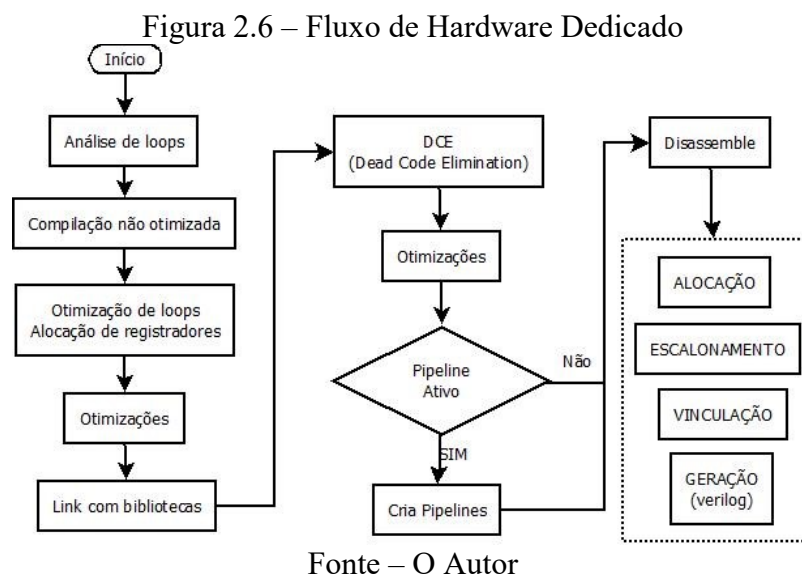 Figura 2.6 – Fluxo de Hardware Dedicado
Início
Análise de loops
Compilação não otimizada
Otimização de loops
Alocação de registradores
Otimizações
Link com bibliotecas
DCE
(Dead Code Elimination)
Otimizações
Pipeline
Ativo
Não
SIM
Cria Pipelines
Disassemble
ALOCAÇÃO
ESCALONAMENTO
VINCULAÇÃO
GERAÇÃO
(verilog)
Fonte – O Autor